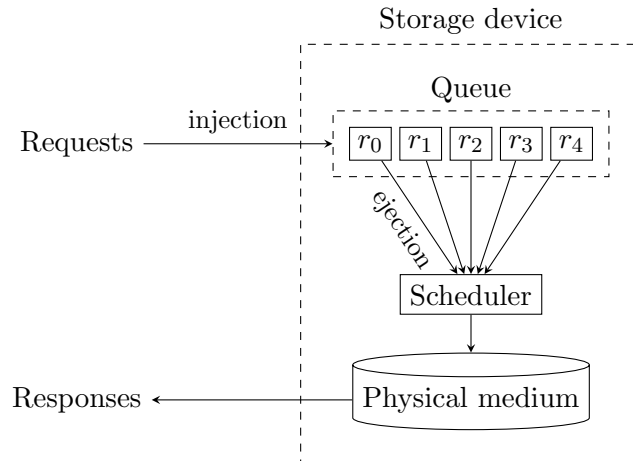 Storage device
Queue
Requests injection r0 r1 r2 r3 r4
ejection
Scheduler
Responses Physical medium